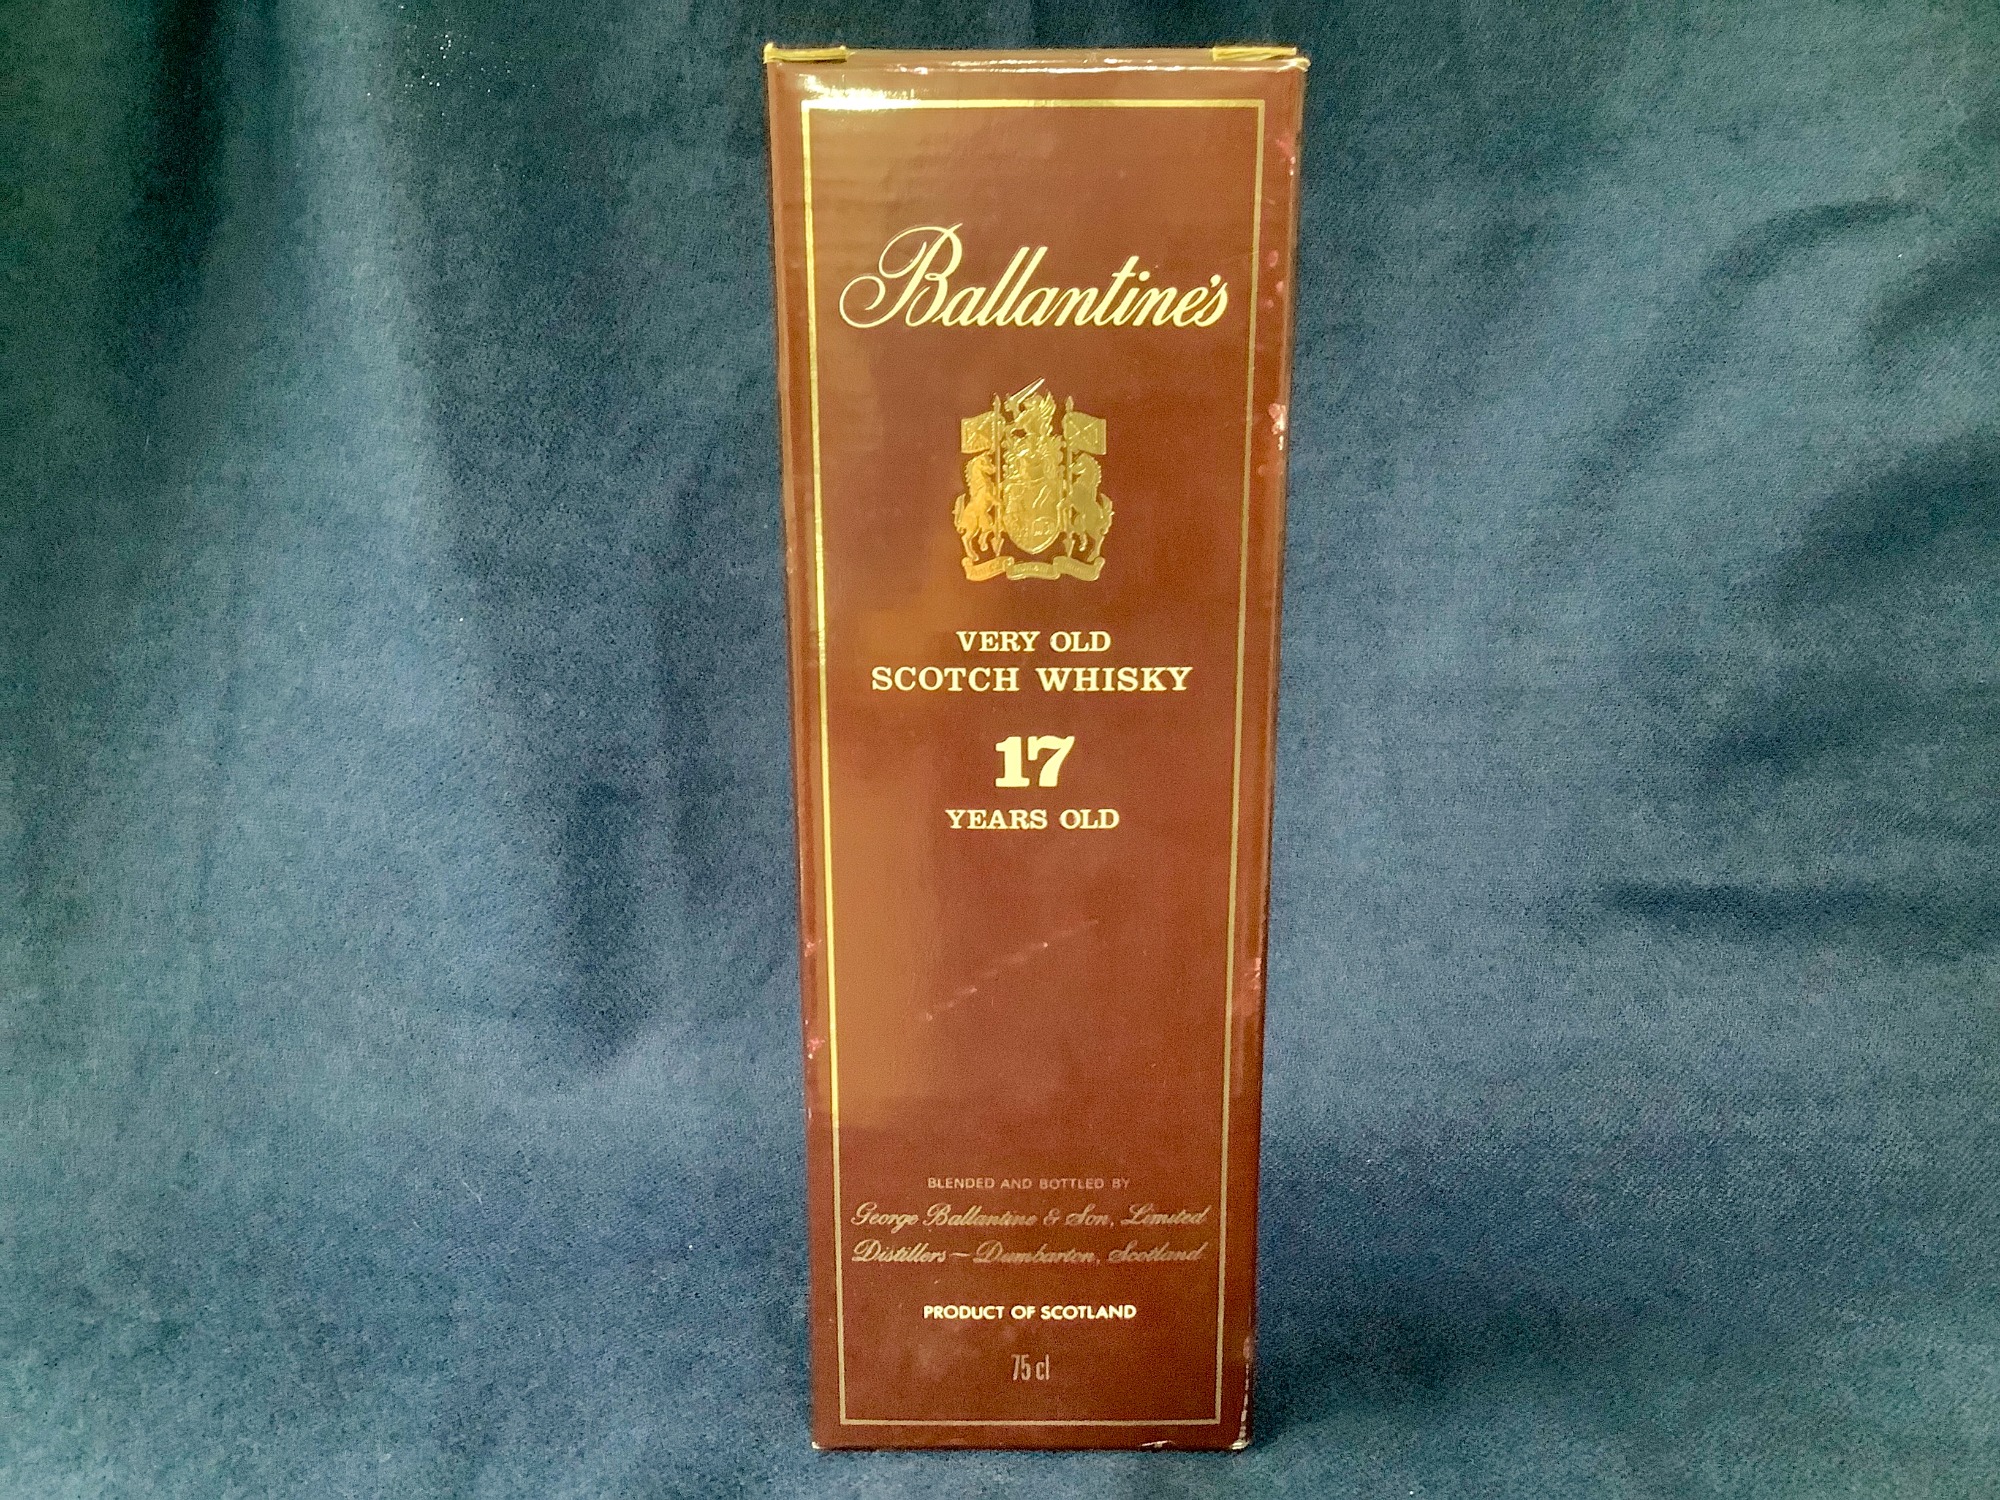 Ballantine's
VERY OLD
SCOTCH WHISKY
17
YEARS OLD
BLENDED AND BOTTLED BY
George Ballantine & Son, Limited
Distillers — Dumbarton, Scotland
PRODUCT OF SCOTLAND
75 cl